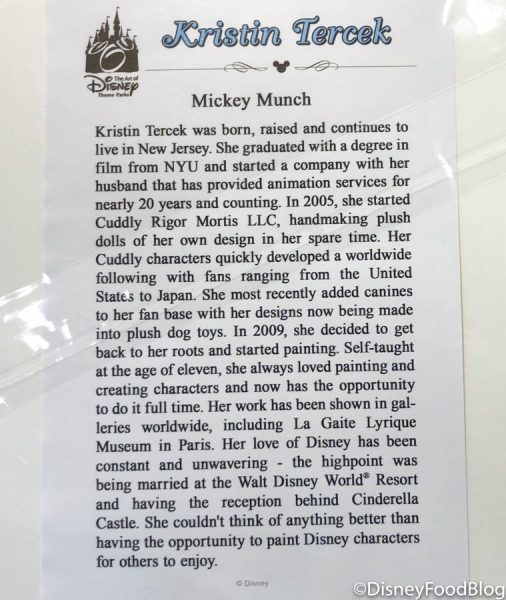 Kristin Tercek
The Art of
Disney
Theme Parks
Mickey Munch
Kristin Tercek was born, raised and continues to
live in New Jersey. She graduated with a degree in
film from NYU and started a company with her
husband that has provided animation services for
nearly 20 years and counting. In 2005, she started
Cuddly Rigor Mortis LLC, handmaking plush
dolls of her own design in her spare time. Her
Cuddly characters quickly developed a worldwide
following with fans ranging from the United
States to Japan. She most recently added canines
to her fan base with her designs now being made
into plush dog toys. In 2009, she decided to get
back to her roots and started painting. Self-taught
at the age of eleven, she always loved painting and
creating characters and now has the opportunity
to do it full time. Her work has been shown in gal-
leries worldwide, including La Gaite Lyrique
Museum in Paris. Her love of Disney has been
constant and unwavering - the highpoint was
being married at the Walt Disney World® Resort
and having the reception behind Cinderella
Castle. She couldn't think of anything better than
having the opportunity to paint Disney characters
for others to enjoy.
© Disney
©DisneyFoodBlog